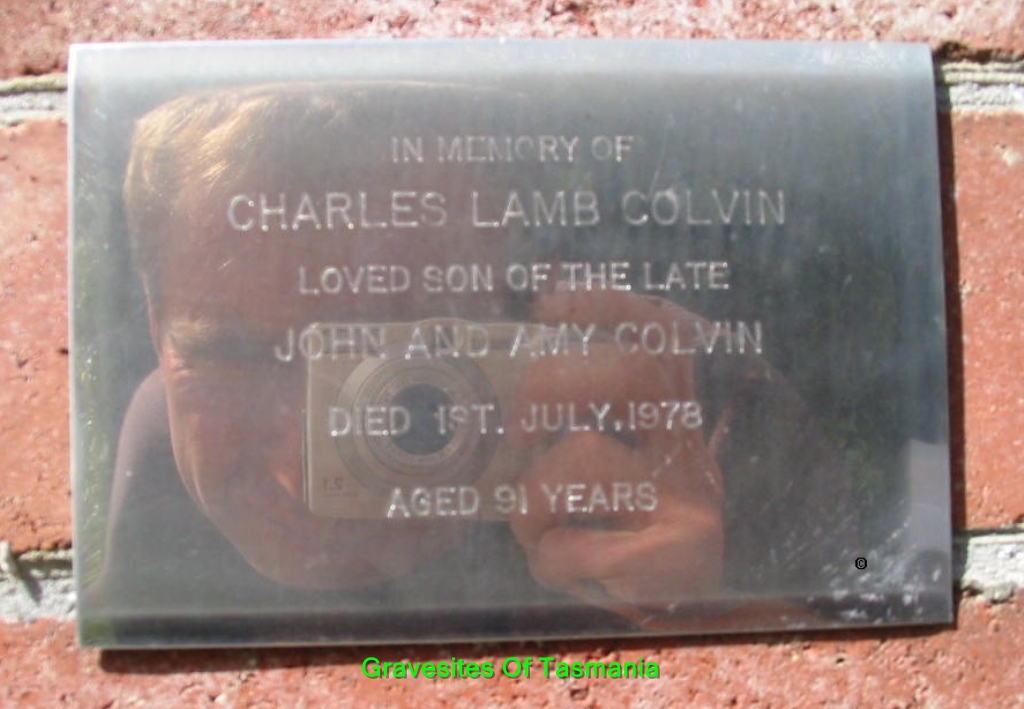 IN MEMORY OF
CHARLES LAMB COLVIN
LOVED SON OF THE LATE
JOHN AND AMY COLVIN
DIED 1ST. JULY, 1978
AGED 91 YEARS
©
Gravesites Of Tasmania